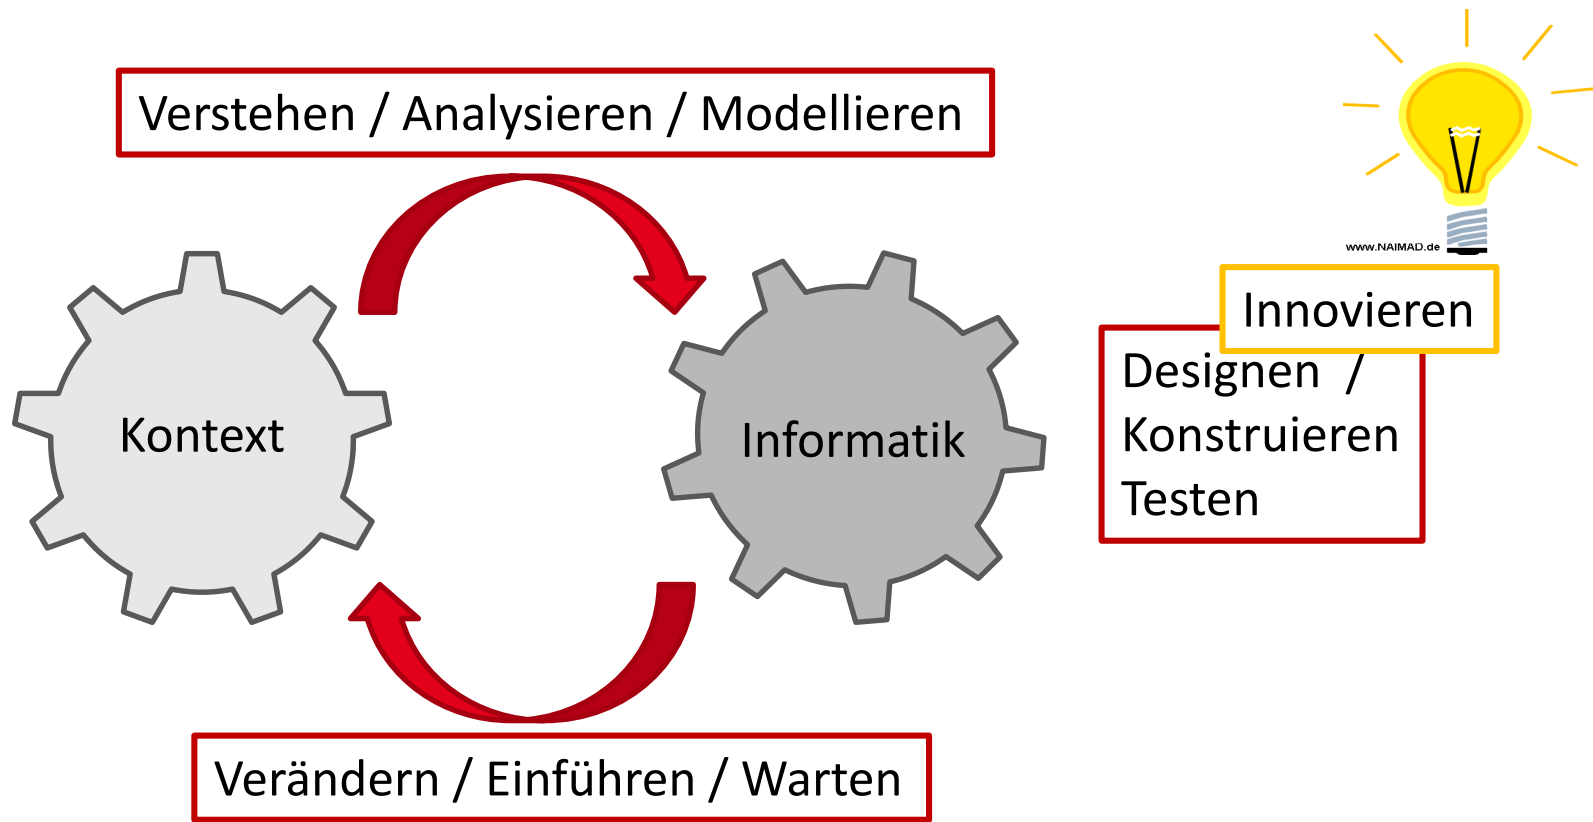 Verstehen / Analysieren / Modellieren
www.NAIMAD.de
Innovieren
Designen /
Konstruieren
Testen
Kontext
Informatik
Verändern / Einführen / Warten